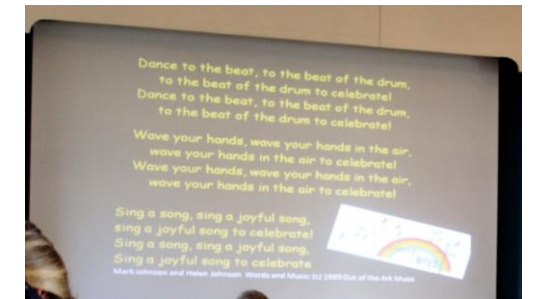 Dance to the beat, to the beat of the drum,
to the beat of the drum to celebrate!
Dance to the beat, to the beat of the drum,
to the beat of the drum to celebrate!
Wave your hands, wave your hands in the air,
wave your hands in the air to celebrate!
Wave your hands, wave your hands in the air,
wave your hands in the air to celebrate!
Sing a song, sing a joyful song,
sing a joyful song to celebrate!
Sing a song, sing a joyful song,
Sing a joyful song to celebrate
Mark Johnson and Helen Johnson Words and Music: (c) 1995 Out of the Ark Music